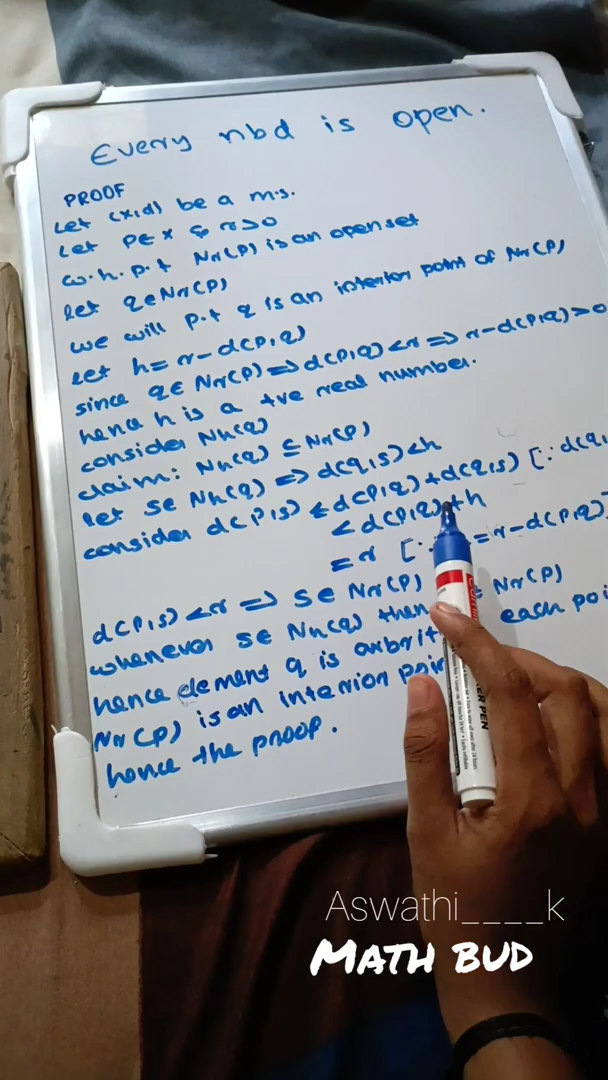 Every nbd is open.
PROOF
Let (X,d) be a m.s.
Let P∈X & r>0
w.h.p.t Nr(P) is an open set
let q∈Nr(P)
we will p.t q is an interior point of Nr(P)
Let h=r-d(P,q)
since q∈Nr(P)⇒d(P,q)<r⇒r-d(P,q)>0
hence h is a +ve real number.
consider Nh(q)
claim: Nh(q)⊆Nr(P)
let s∈Nh(q)⇒d(q,s)<h
consider d(P,s)≤d(P,q)+d(q,s) [∵d(q,
<d(P,q)+h
=r [∵ =r-d(P,q)
d(P,s)<r⇒s∈Nr(P)
whenever s∈Nh(q) then Nr(P)
hence element q is each
Nr(P) is an interior
hence the proof.
PEN
Aswathi____k
MATH BUD